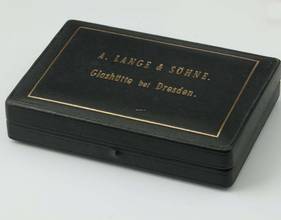 A. LANGE & SÖHNE.
Glashütte bei Dresden.